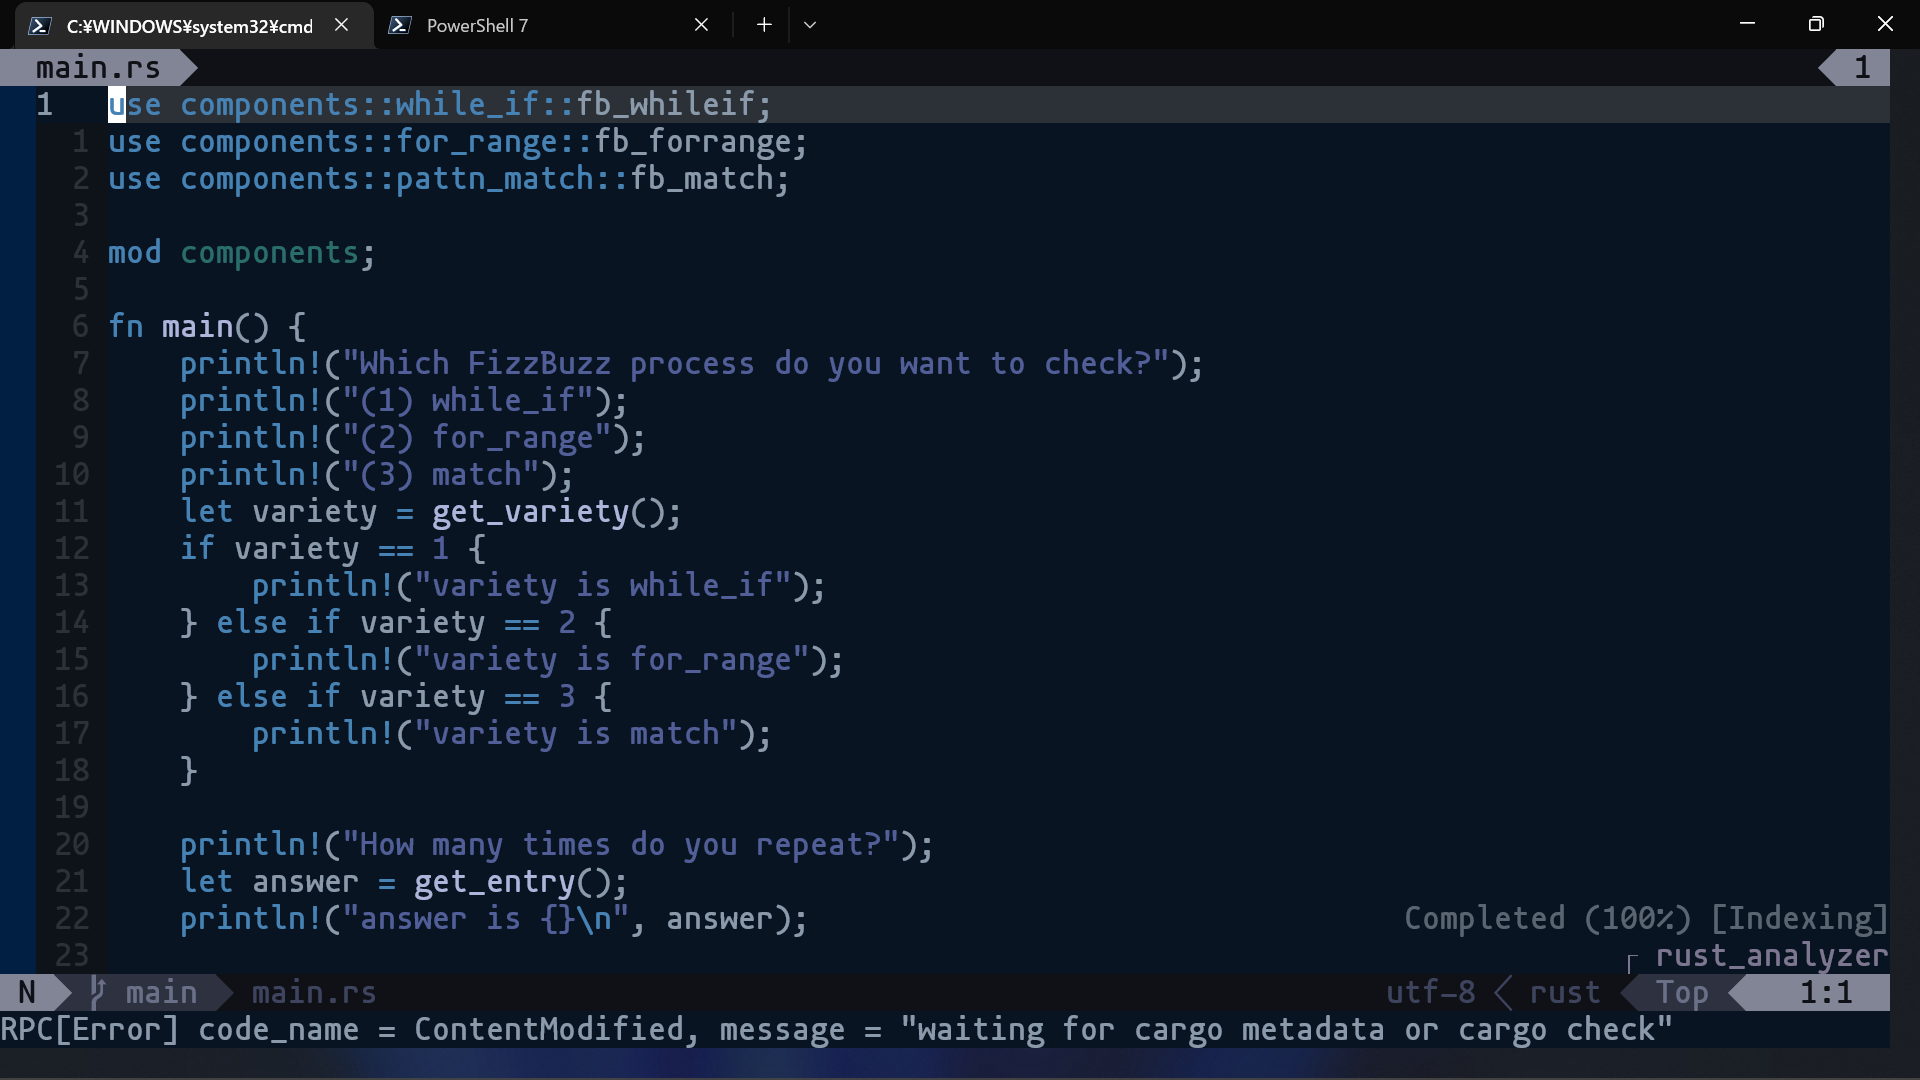 C:¥WINDOWS¥system32¥cmd
PowerShell 7
main.rs
1
1 use components::while_if::fb_whileif;
1 use components::for_range::fb_forrange;
2 use components::pattn_match::fb_match;
3
4 mod components;
5
6 fn main() {
7     println!("Which FizzBuzz process do you want to check?");
8     println!("(1) while_if");
9     println!("(2) for_range");
10     println!("(3) match");
11     let variety = get_variety();
12     if variety == 1 {
13         println!("variety is while_if");
14     } else if variety == 2 {
15         println!("variety is for_range");
16     } else if variety == 3 {
17         println!("variety is match");
18     }
19
20     println!("How many times do you repeat?");
21     let answer = get_entry();
22     println!("answer is {}\n", answer);
Completed (100%) [Indexing]
23
rust_analyzer
N main main.rs utf-8 rust Top 1:1
RPC[Error] code_name = ContentModified, message = "waiting for cargo metadata or cargo check"